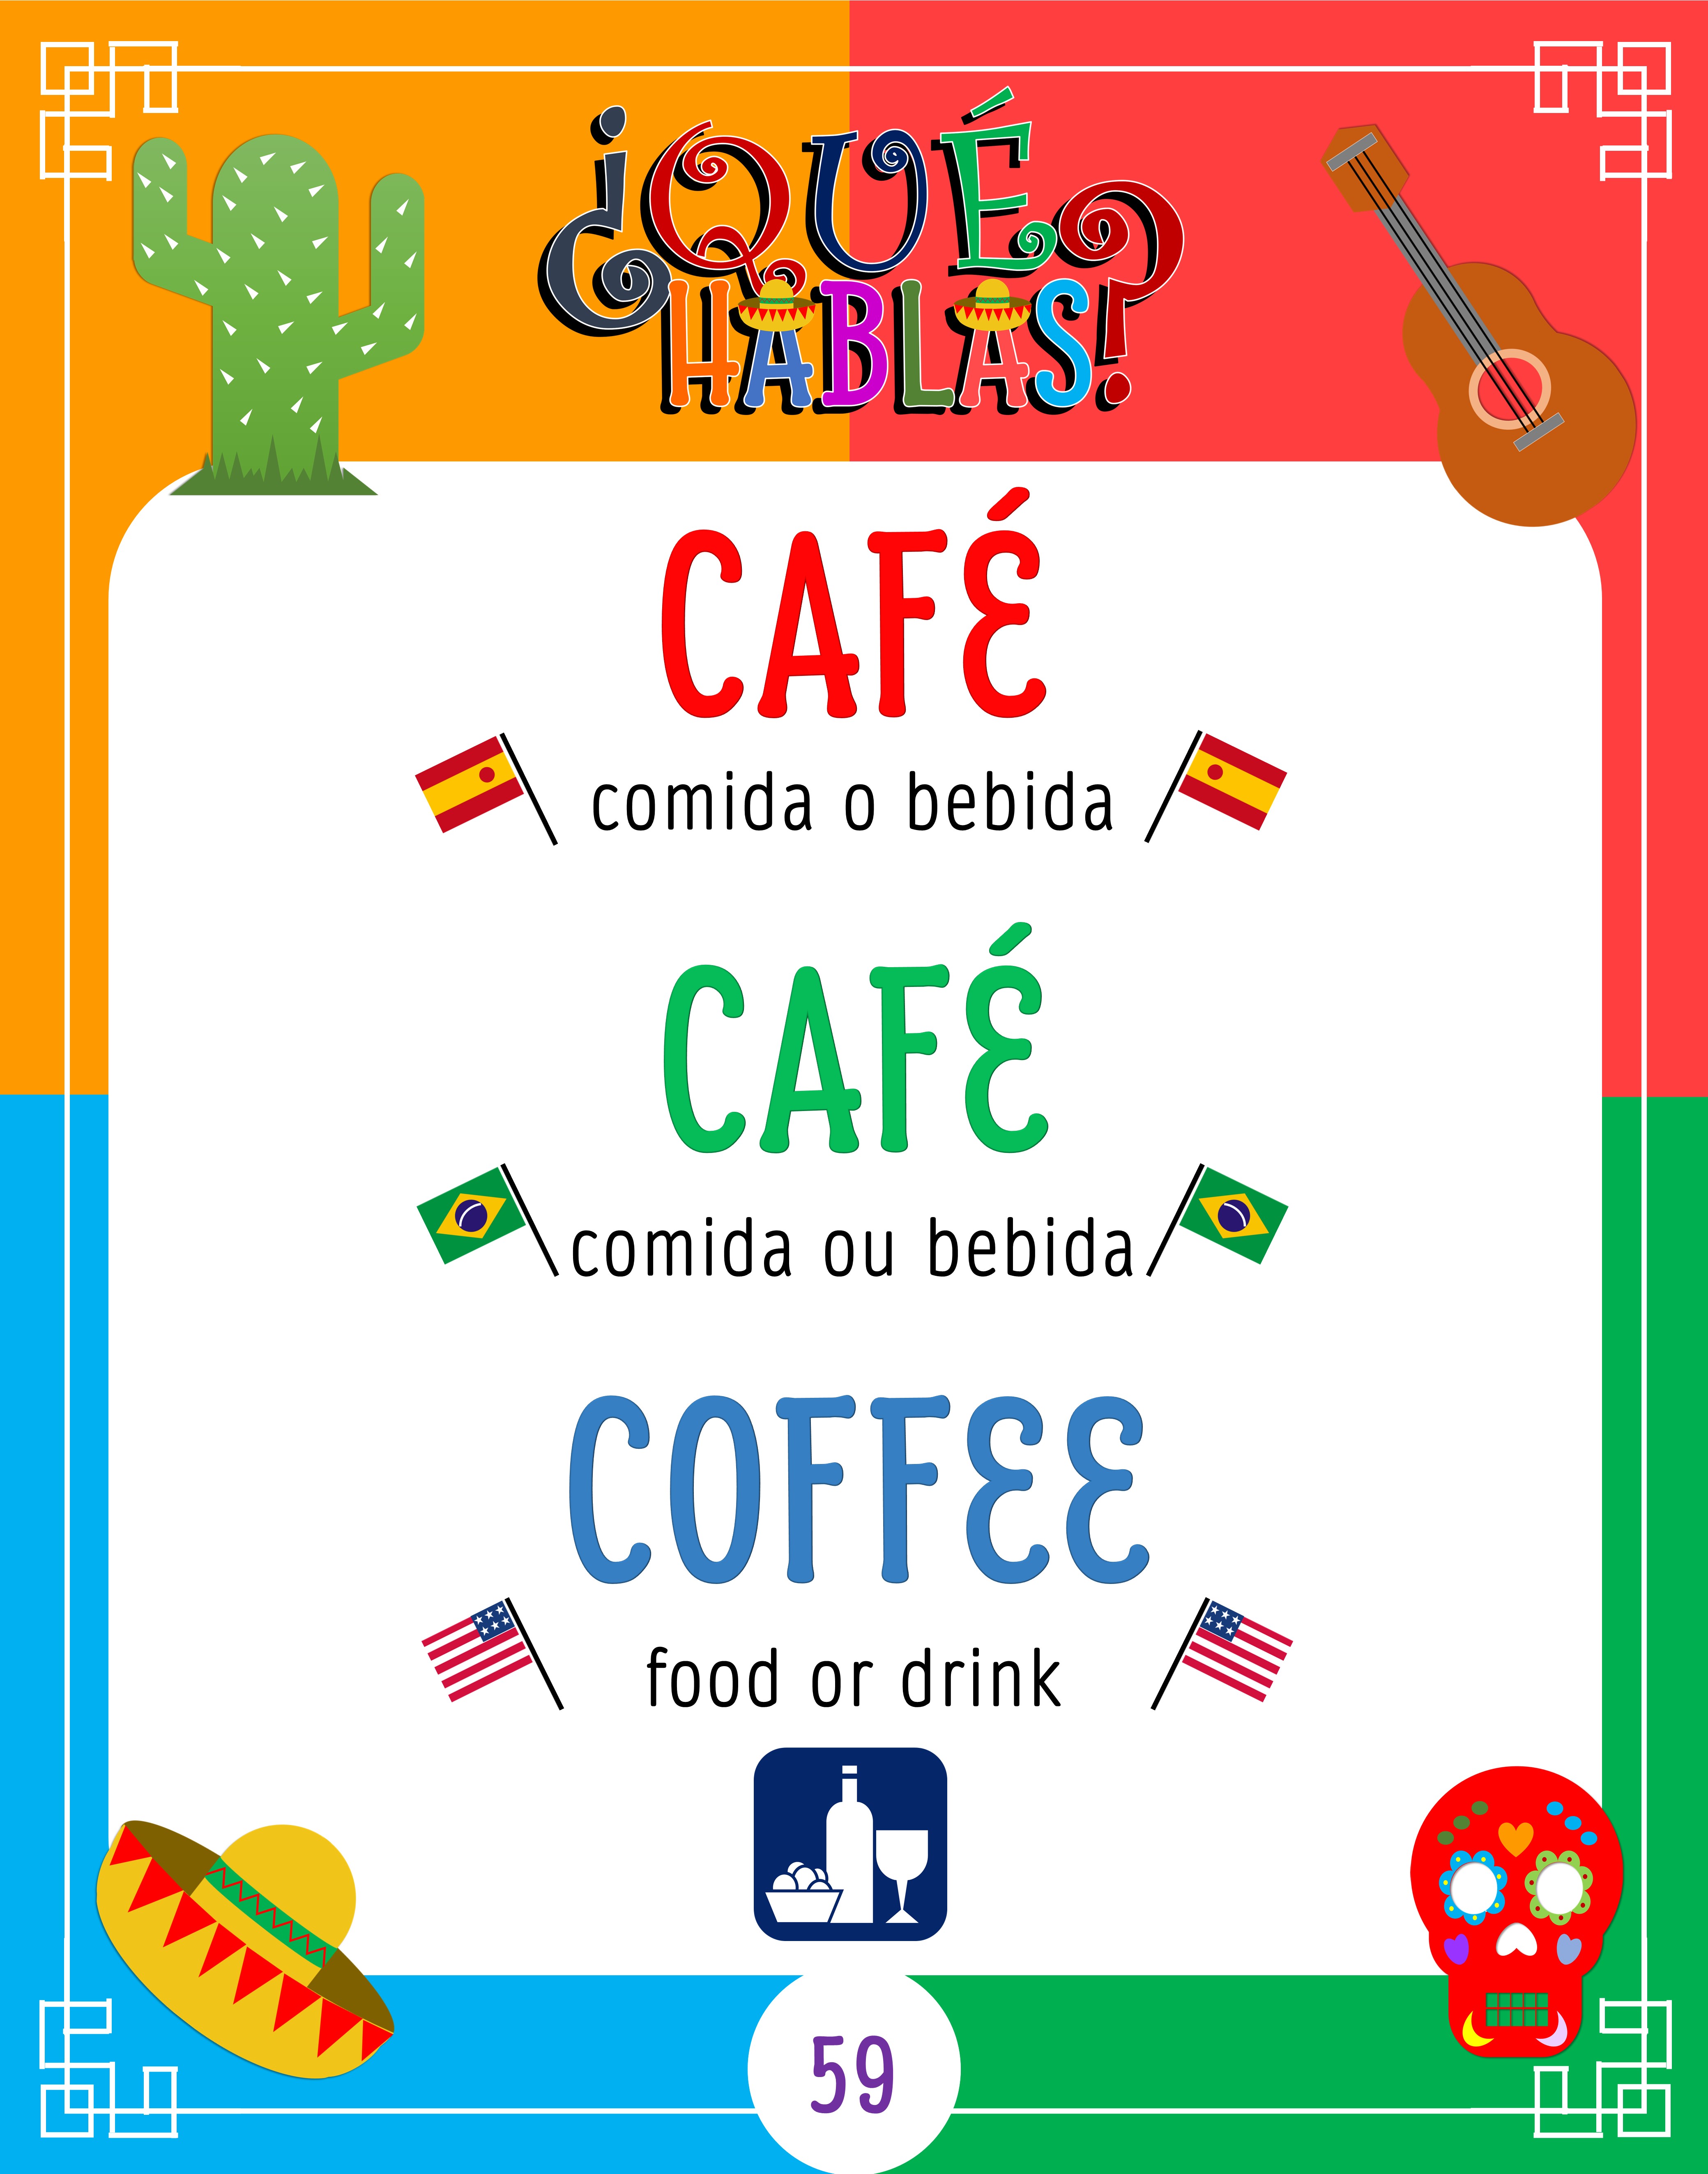 ¿QUÉ?
HABLAS!
CAFÉ
comida o bebida
CAFÉ
comida ou bebida
COFFEE
food or drink
59